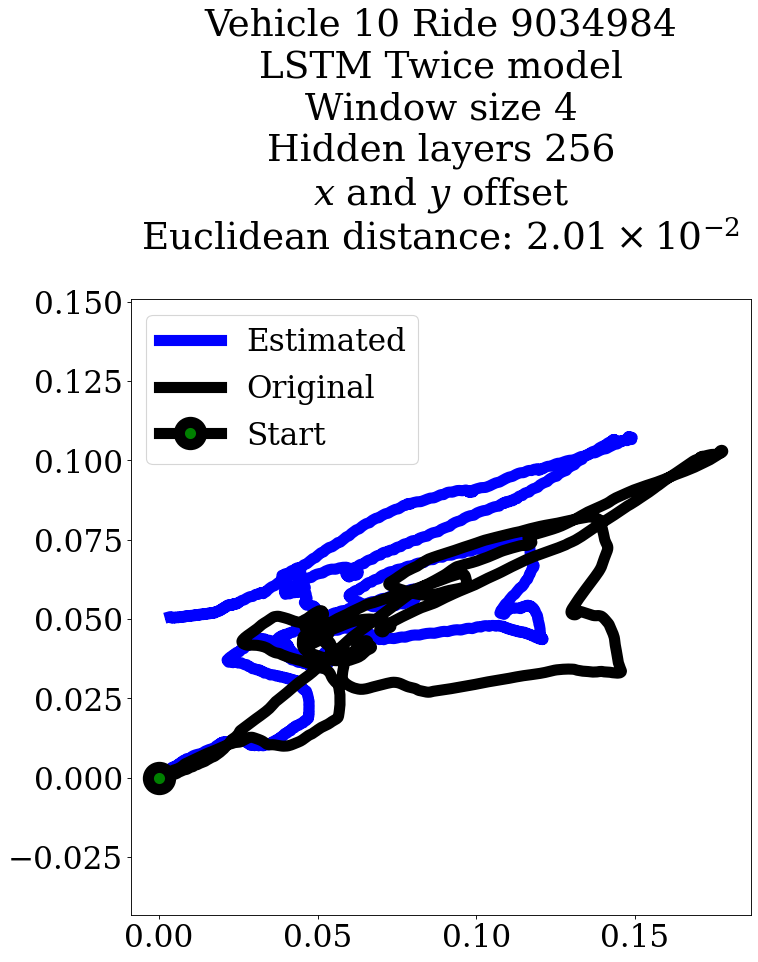 Vehicle 10 Ride 9034984
LSTM Twice model
Window size 4
Hidden layers 256
x and y offset
Euclidean distance: 2.01 × 10⁻²
0.150
0.125
0.100
0.075
0.050
0.025
0.000
−0.025
Estimated
Original
Start
0.00 0.05 0.10 0.15